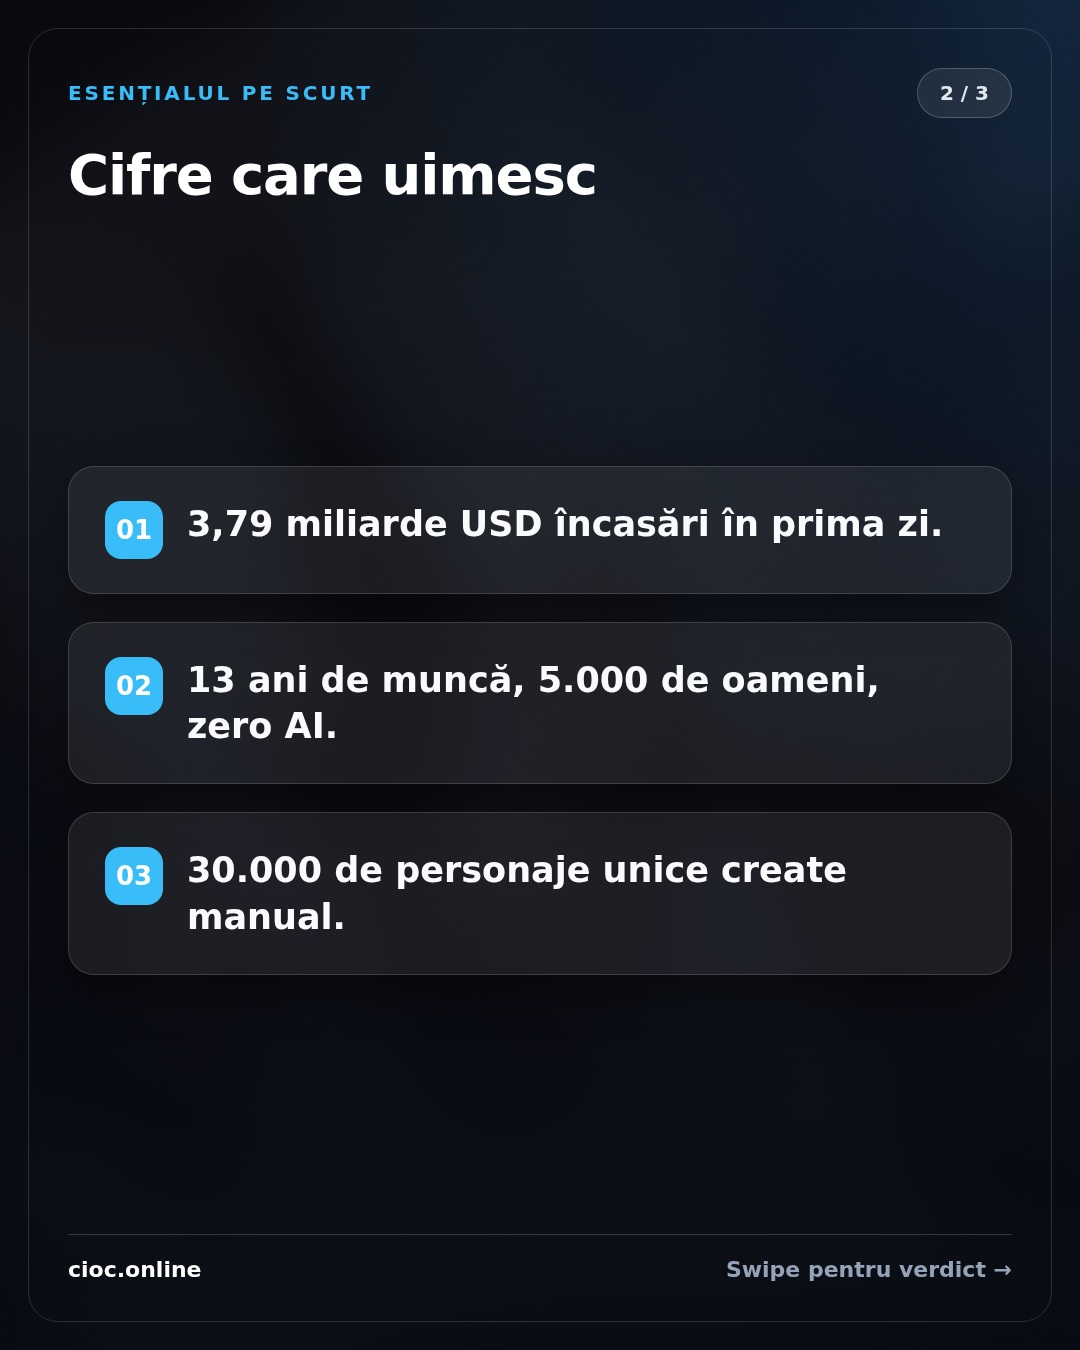 ESENȚIALUL PE SCURT
2 / 3
Cifre care uimesc
01
3,79 miliarde USD încasări în prima zi.
02
13 ani de muncă, 5.000 de oameni,
zero AI.
03
30.000 de personaje unice create
manual.
cioc.online
Swipe pentru verdict →